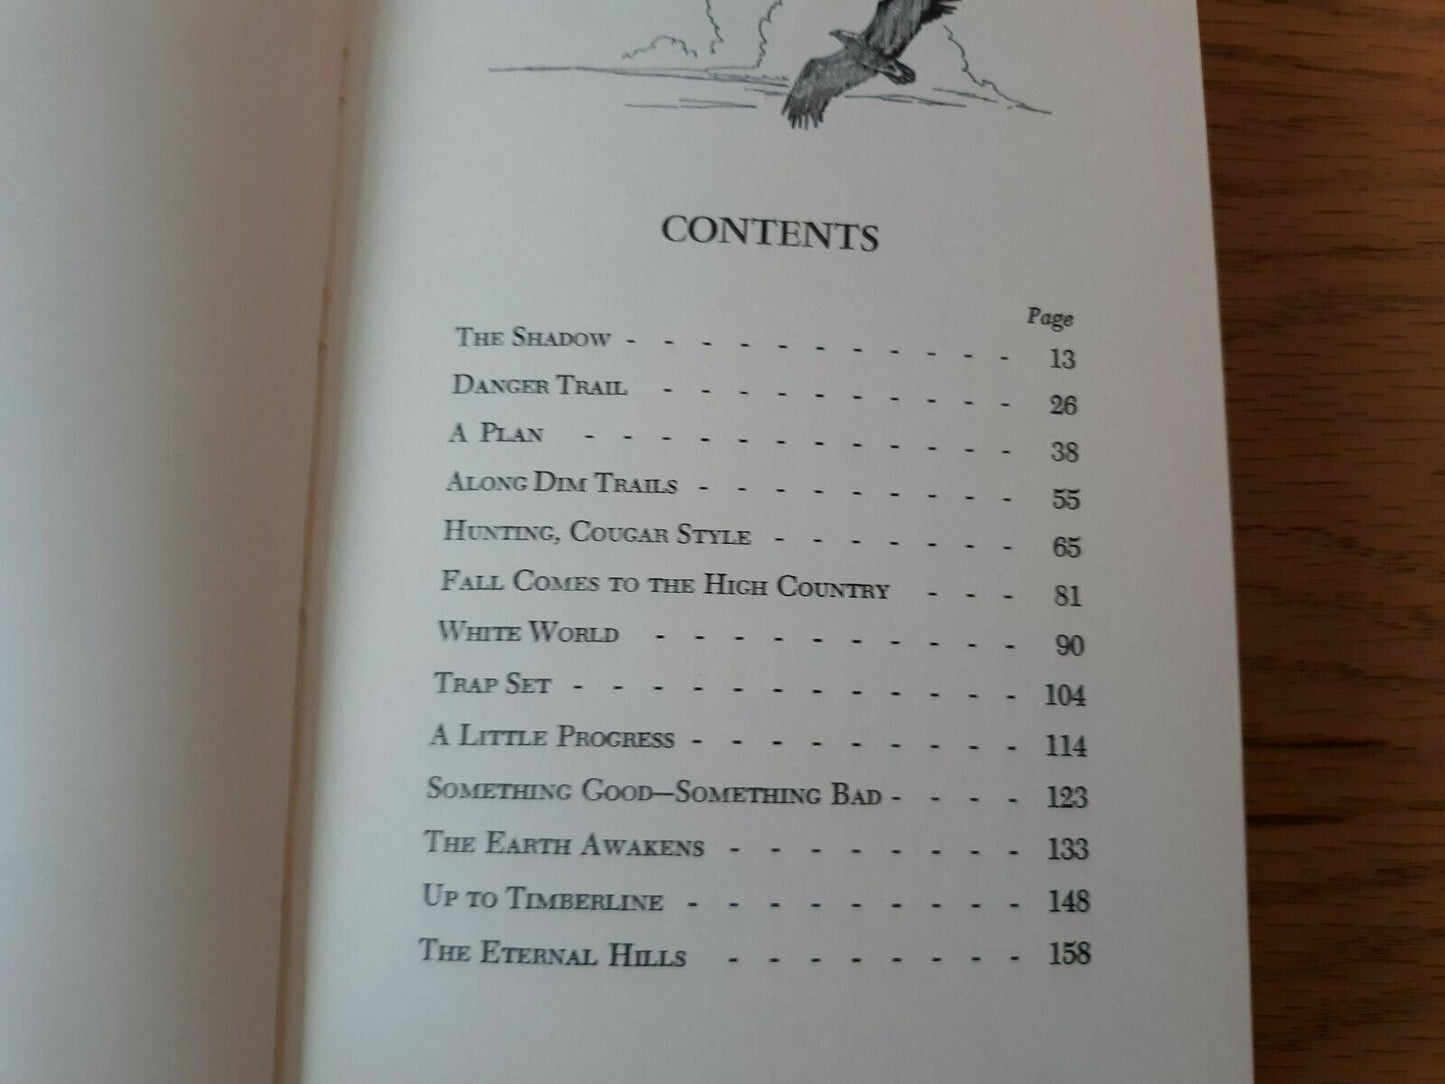 CONTENTS
Page
THE SHADOW - - - - - - - - - - - 13
DANGER TRAIL - - - - - - - - - - 26
A PLAN - - - - - - - - - - - - 38
ALONG DIM TRAILS - - - - - - - - - 55
HUNTING, COUGAR STYLE - - - - - - - 65
FALL COMES TO THE HIGH COUNTRY - - - 81
WHITE WORLD - - - - - - - - - - 90
TRAP SET - - - - - - - - - - - - 104
A LITTLE PROGRESS - - - - - - - - - 114
SOMETHING GOOD—SOMETHING BAD - - - - 123
THE EARTH AWAKENS - - - - - - - - 133
UP TO TIMBERLINE - - - - - - - - - 148
THE ETERNAL HILLS - - - - - - - - 158